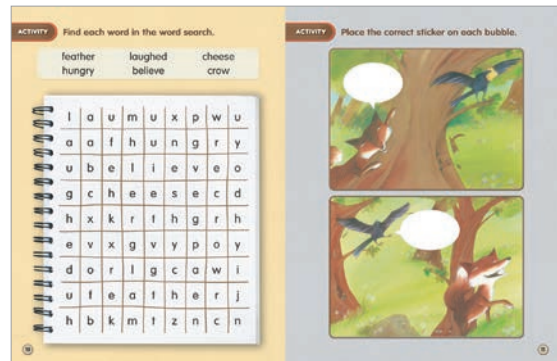 ACTIVITY Find each word in the word search.
feather laughed cheese
hungry believe crow
l a u m u x p w u
a a f h u n g r y
u b e l i e v e o
g c h e e s e c d
h x k r t h g r h
e v x g v y p o y
d o r l g c a w i
u f e a t h e r j
h b k m t z n c n
ACTIVITY Place the correct sticker on each bubble.